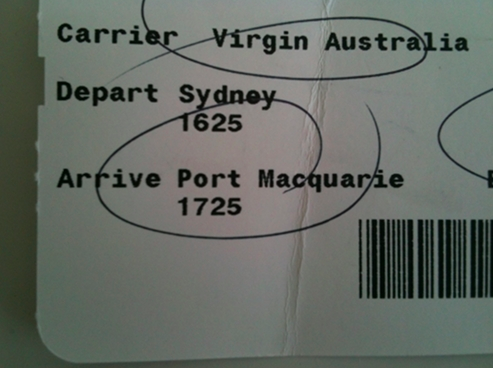 Carrier Virgin Australia
Depart Sydney
1625
Arrive Port Macquarie
1725